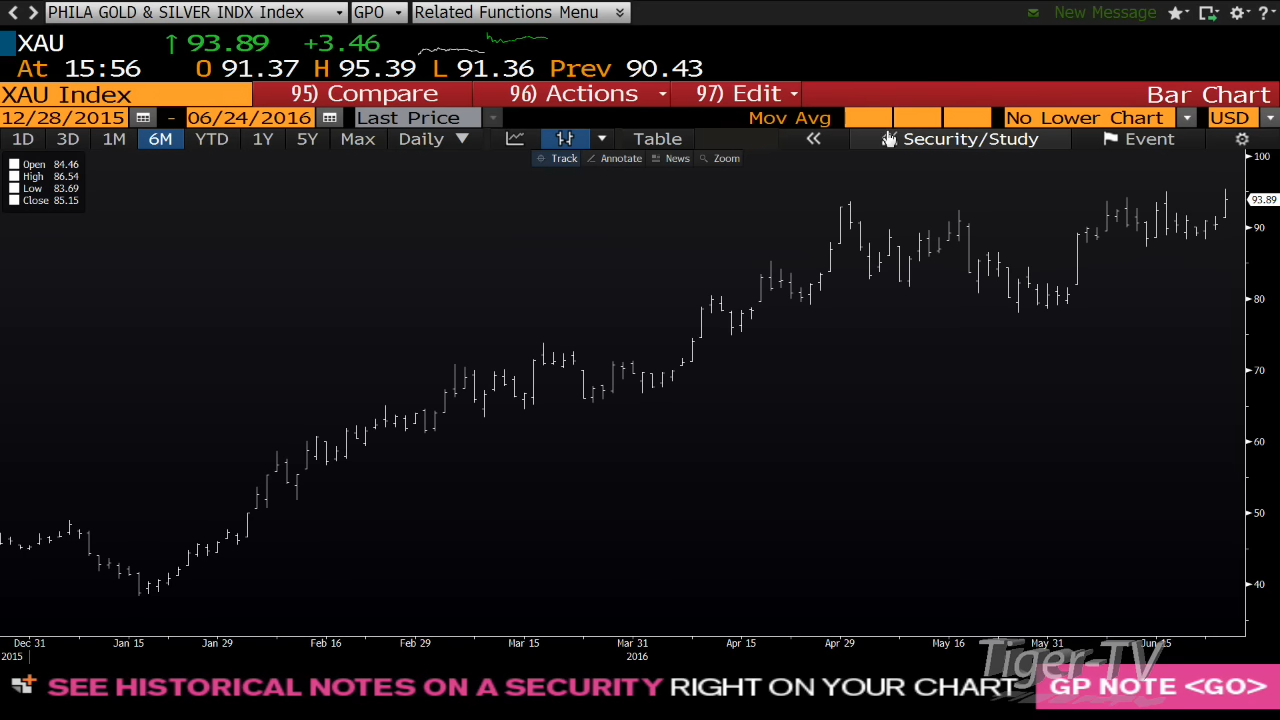 PHILA GOLD & SILVER INDX Index GPO Related Functions Menu New Message
XAU 93.89 +3.46
At 15:56 O 91.37 H 95.39 L 91.36 Prev 90.43
XAU Index 95) Compare 96) Actions 97) Edit Bar Chart
12/28/2015 - 06/24/2016 Last Price Mov Avg No Lower Chart USD
1D 3D 1M 6M YTD 1Y 5Y Max Daily Table Security/Study Event
Track Annotate News Zoom
Open 84.46
High 86.54
Low 83.69
Close 85.15
100
93.89
90
80
70
60
50
40
Dec 31 Jan 15 Jan 29 Feb 16 Feb 29 Mar 15 Mar 31 Apr 15 Apr 29 May 16 May 31 Jun 15
2015 2016
Tiger-TV
SEE HISTORICAL NOTES ON A SECURITY RIGHT ON YOUR CHART GP NOTE <GO>